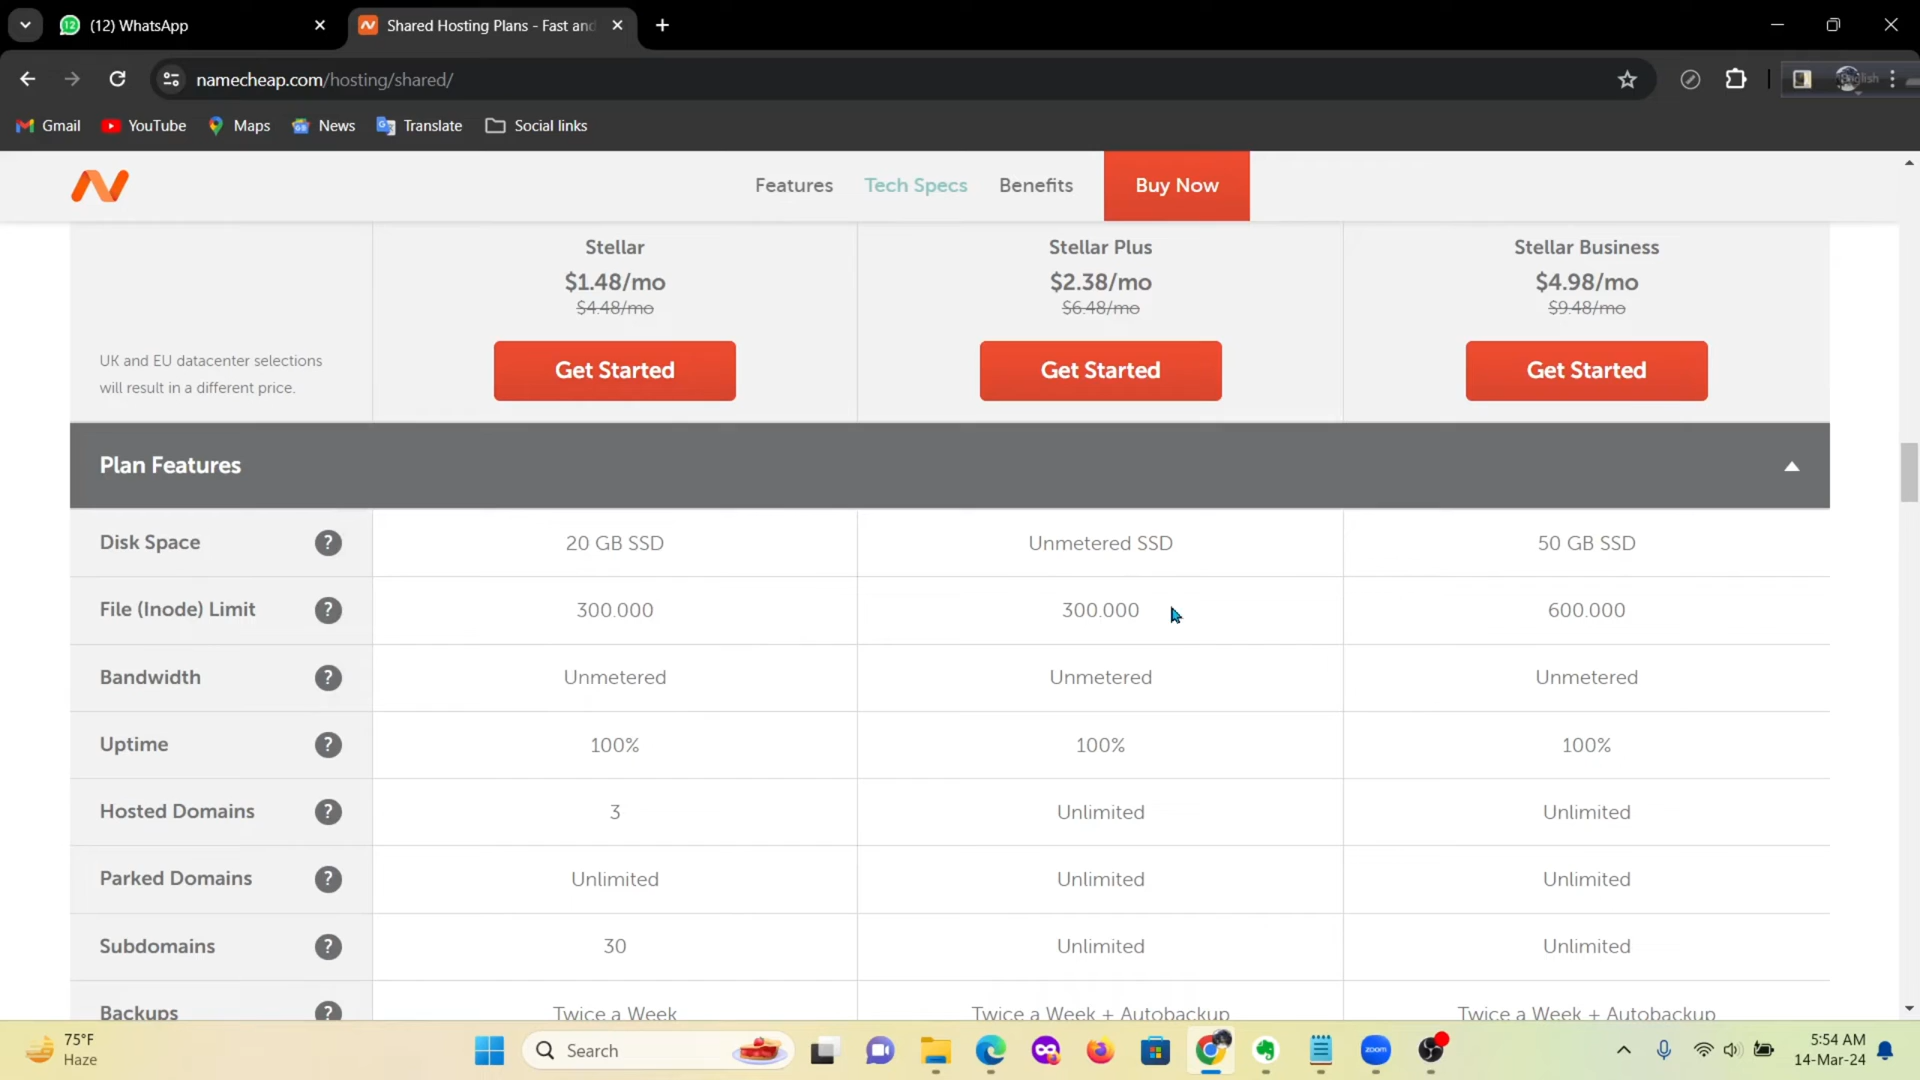 (12) WhatsApp
Shared Hosting Plans - Fast and
namecheap.com/hosting/shared/
Gmail
YouTube
Maps
News
Translate
Social links
Features
Tech Specs
Benefits
Buy Now
Stellar
Stellar Plus
Stellar Business
$1.48/mo
$2.38/mo
$4.98/mo
$4.48/mo
$6.48/mo
$9.48/mo
UK and EU datacenter selections
will result in a different price.
Get Started
Get Started
Get Started
Plan Features
Disk Space ? 20 GB SSD Unmetered SSD 50 GB SSD
File (Inode) Limit ? 300.000 300.000 600.000
Bandwidth ? Unmetered Unmetered Unmetered
Uptime ? 100% 100% 100%
Hosted Domains ? 3 Unlimited Unlimited
Parked Domains ? Unlimited Unlimited Unlimited
Subdomains ? 30 Unlimited Unlimited
Backups ? Twice a Week Twice a Week + Autobackup Twice a Week + Autobackup
75°F
Haze
Search
zoom
5:54 AM
14-Mar-24